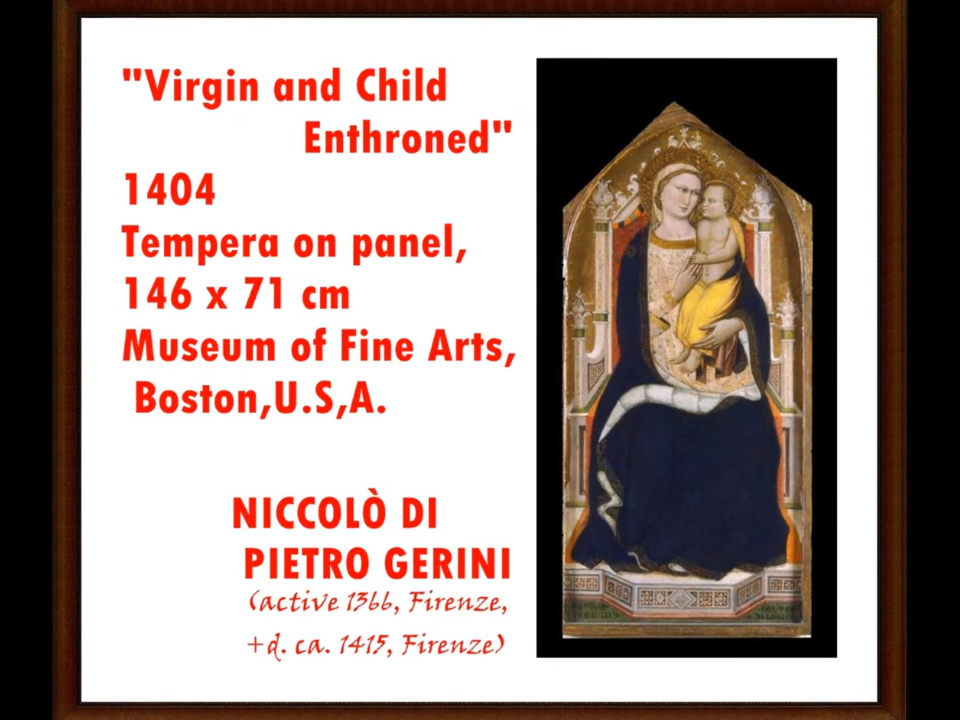 "Virgin and Child
Enthroned"
1404
Tempera on panel,
146 x 71 cm
Museum of Fine Arts,
Boston,U.S,A.
NICCOLÒ DI
PIETRO GERINI
(active 1366, Firenze,
+d. ca. 1415, Firenze)